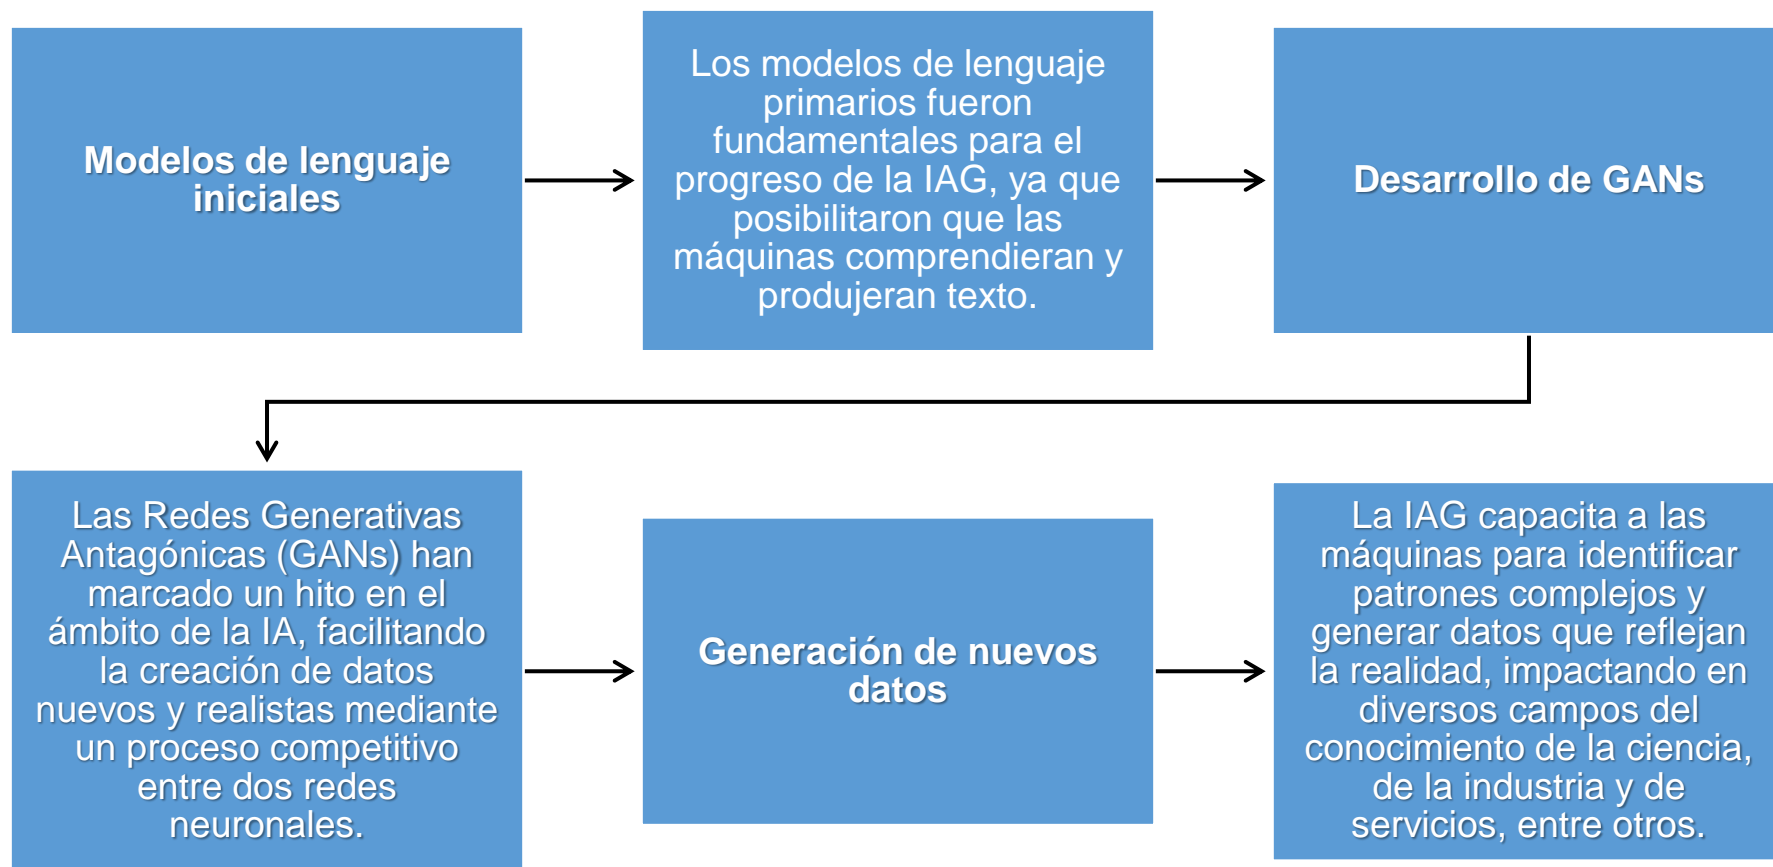 Modelos de lenguaje
iniciales
Los modelos de lenguaje
primarios fueron
fundamentales para el
progreso de la IAG, ya que
posibilitaron que las
máquinas comprendieran y
produjeran texto.
Desarrollo de GANs
Las Redes Generativas
Antagónicas (GANs) han
marcado un hito en el
ámbito de la IA, facilitando
la creación de datos
nuevos y realistas mediante
un proceso competitivo
entre dos redes
neuronales.
Generación de nuevos
datos
La IAG capacita a las
máquinas para identificar
patrones complejos y
generar datos que reflejan
la realidad, impactando en
diversos campos del
conocimiento de la ciencia,
de la industria y de
servicios, entre otros.